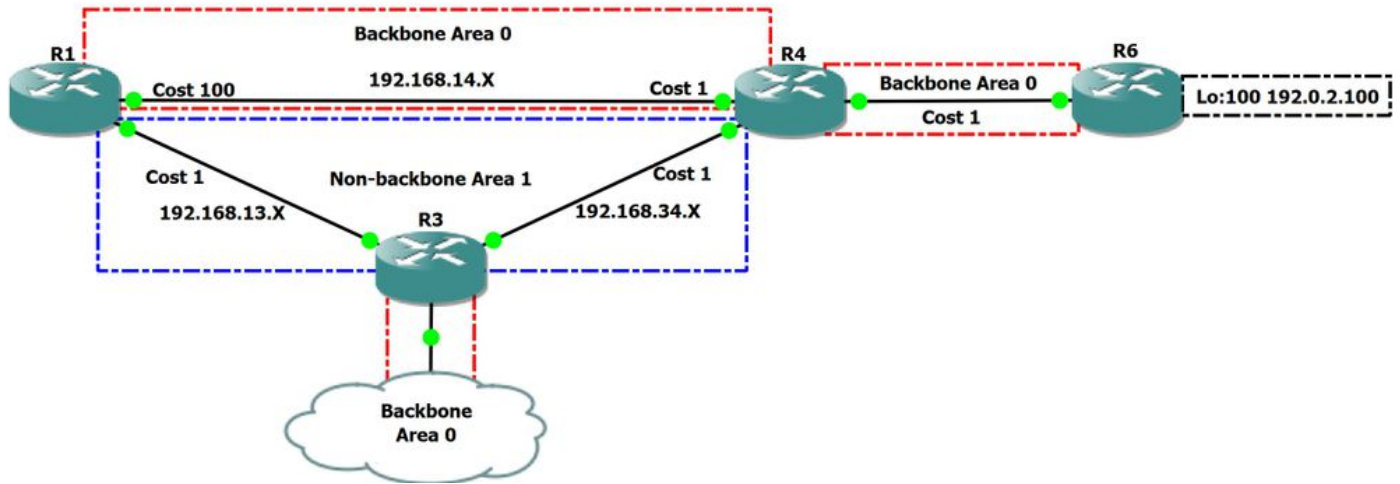 Backbone Area 0
R1
R4
R6
192.168.14.X
Cost 100
Cost 1
Backbone Area 0
Cost 1
Lo:100 192.0.2.100
Cost 1
Non-backbone Area 1
Cost 1
192.168.13.X
192.168.34.X
R3
Backbone
Area 0